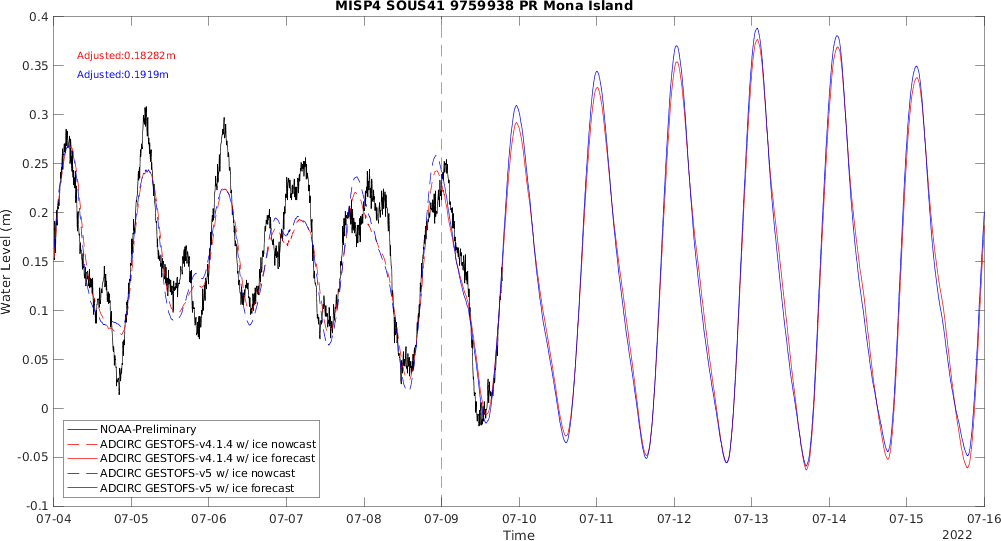 MISP4 SOUS41 9759938 PR Mona Island
Adjusted:0.18282m
Adjusted:0.1919m
Water Level (m)
0.4
0.35
0.3
0.25
0.2
0.15
0.1
0.05
0
-0.05
-0.1
NOAA-Preliminary
ADCIRC GESTOFS-v4.1.4 w/ ice nowcast
ADCIRC GESTOFS-v4.1.4 w/ ice forecast
ADCIRC GESTOFS-v5 w/ ice nowcast
ADCIRC GESTOFS-v5 w/ ice forecast
07-04 07-05 07-06 07-07 07-08 07-09 07-10 07-11 07-12 07-13 07-14 07-15 07-16
Time
2022